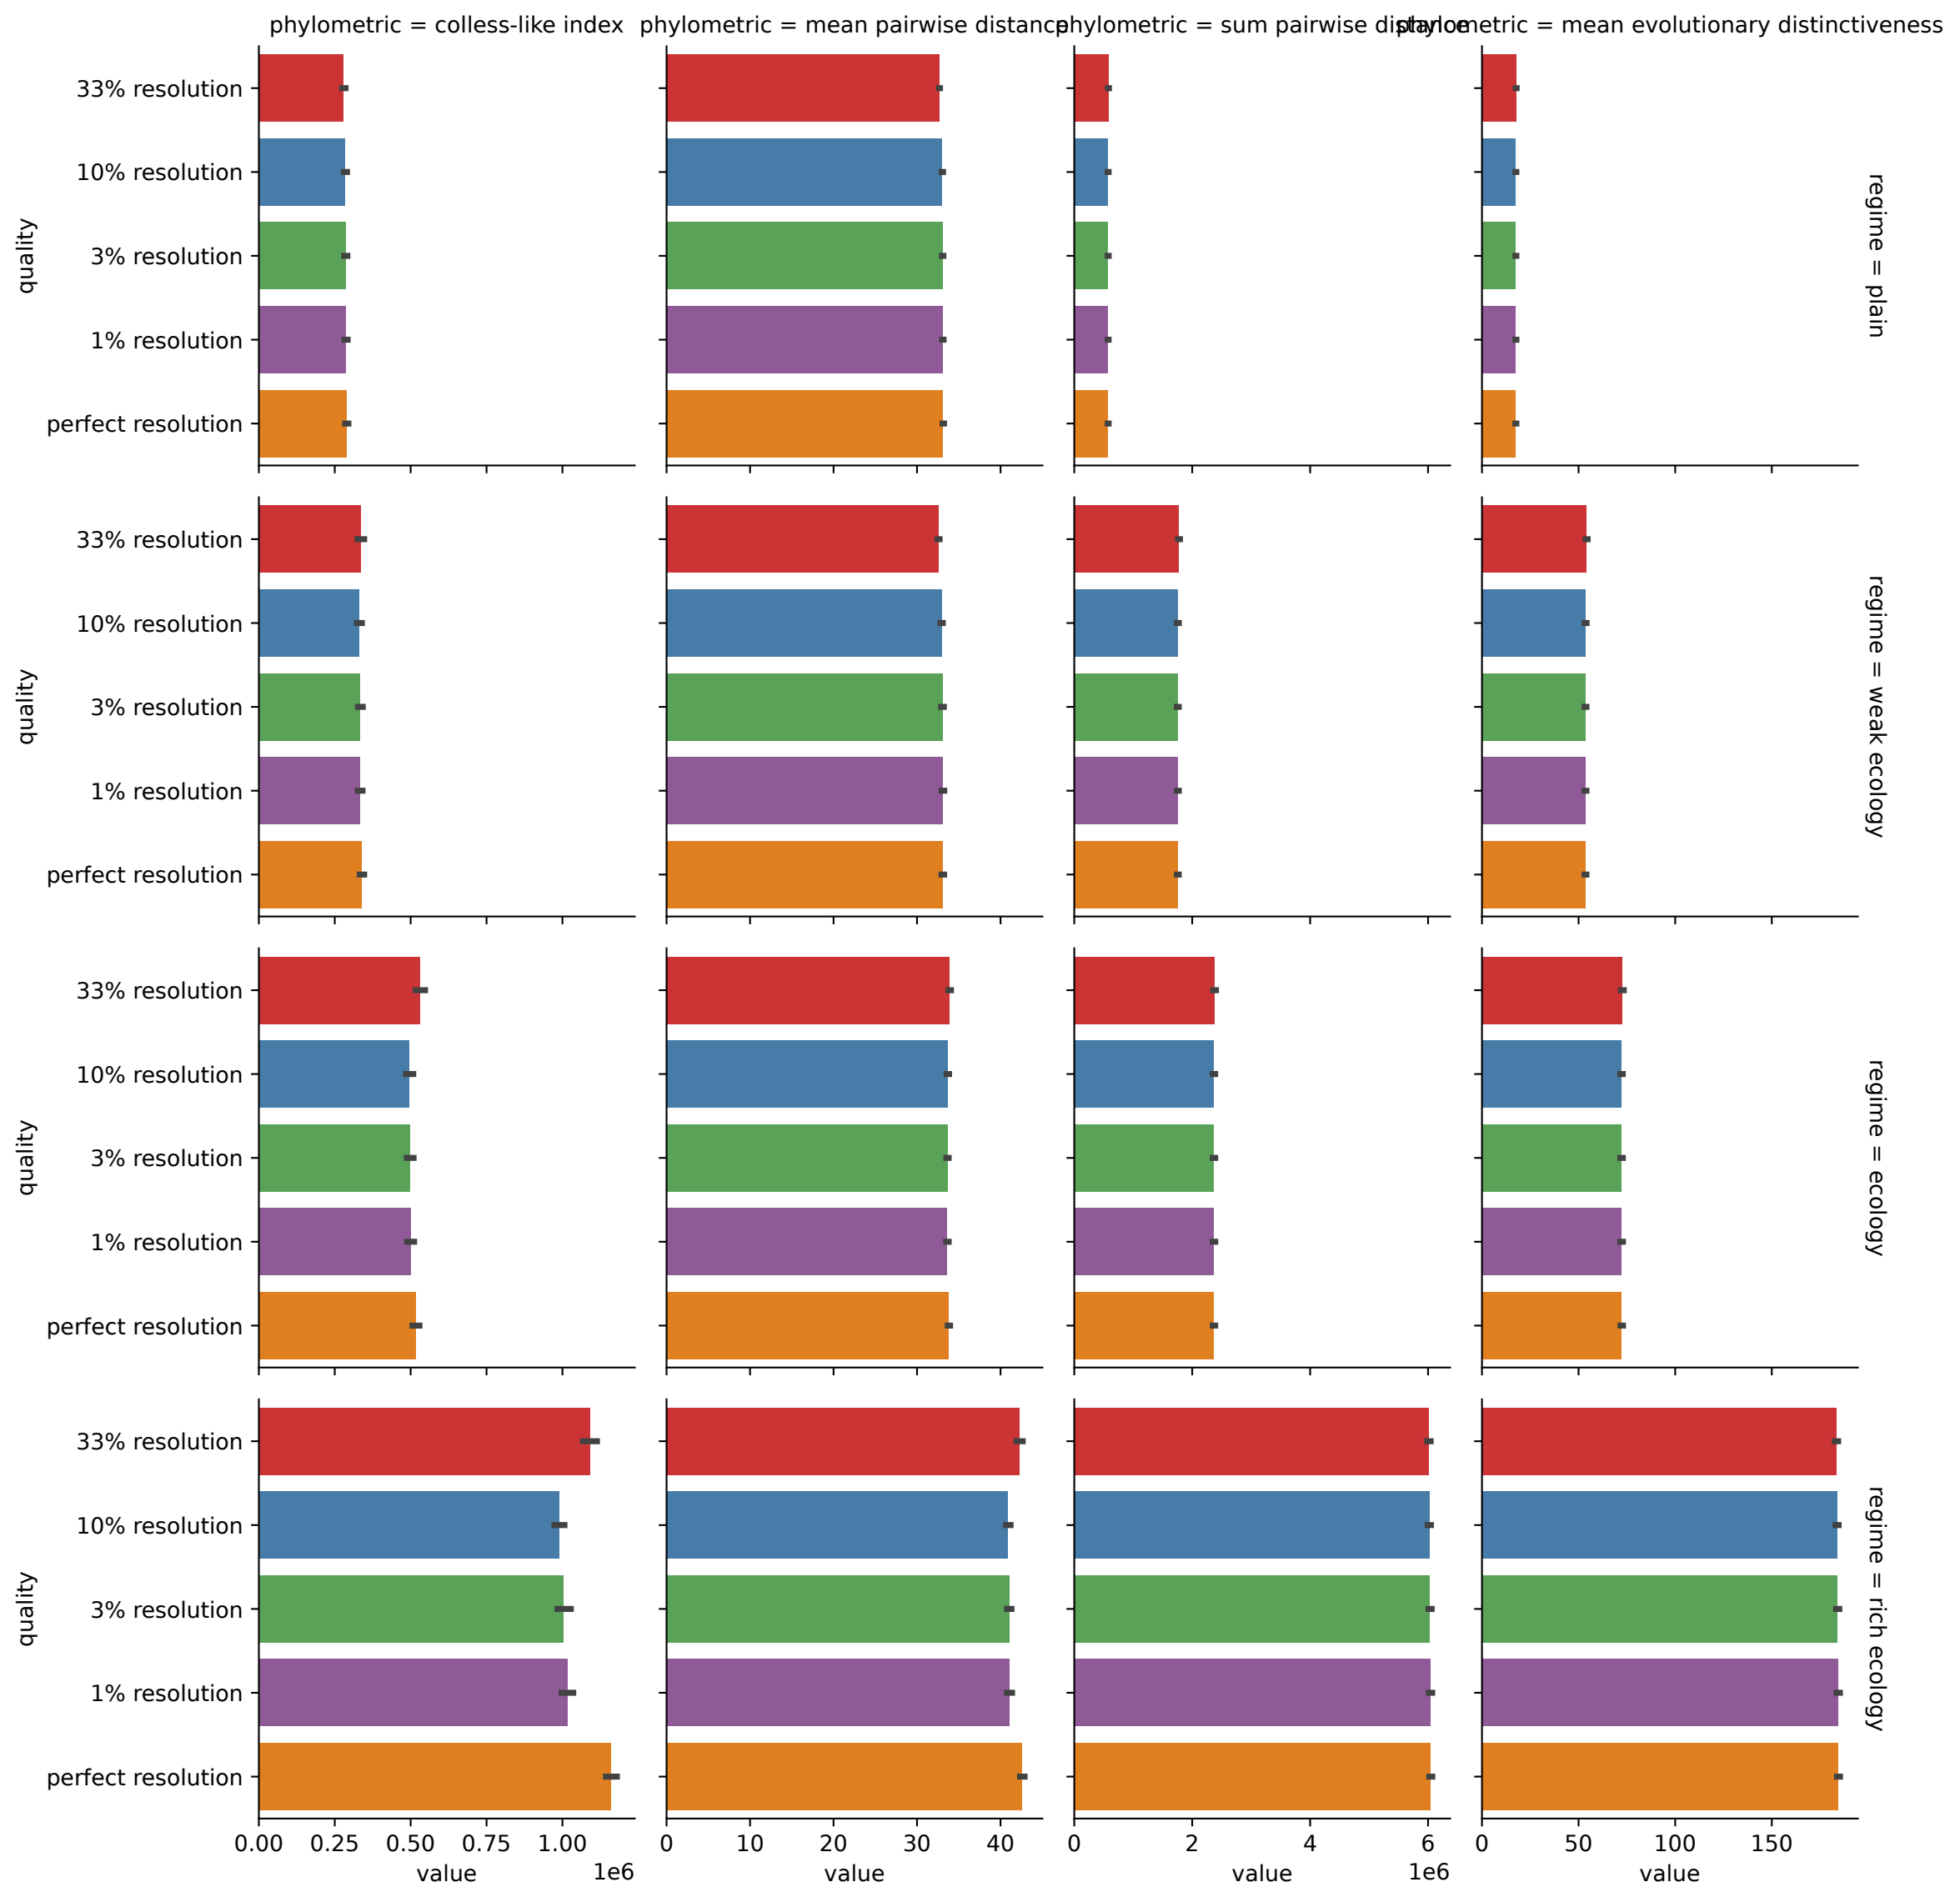 phylometric = colless-like index
phylometric = mean pairwise distance
phylometric = sum pairwise distance
phylometric = mean evolutionary distinctiveness
quality
33% resolution
10% resolution
3% resolution
1% resolution
perfect resolution
regime = plain
quality
33% resolution
10% resolution
3% resolution
1% resolution
perfect resolution
regime = weak ecology
quality
33% resolution
10% resolution
3% resolution
1% resolution
perfect resolution
regime = ecology
quality
33% resolution
10% resolution
3% resolution
1% resolution
perfect resolution
regime = rich ecology
0.00 0.25 0.50 0.75 1.00
1e6
value
0 10 20 30 40
value
0 2 4 6
1e6
value
0 50 100 150
value